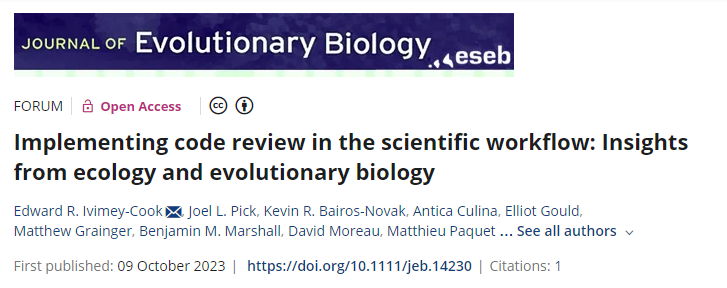 JOURNAL OF Evolutionary Biology eseb
FORUM Open Access cc
Implementing code review in the scientific workflow: Insights
from ecology and evolutionary biology
Edward R. Ivimey-Cook, Joel L. Pick, Kevin R. Bairos-Novak, Antica Culina, Elliot Gould,
Matthew Grainger, Benjamin M. Marshall, David Moreau, Matthieu Paquet ... See all authors
First published: 09 October 2023 | https://doi.org/10.1111/jeb.14230 | Citations: 1